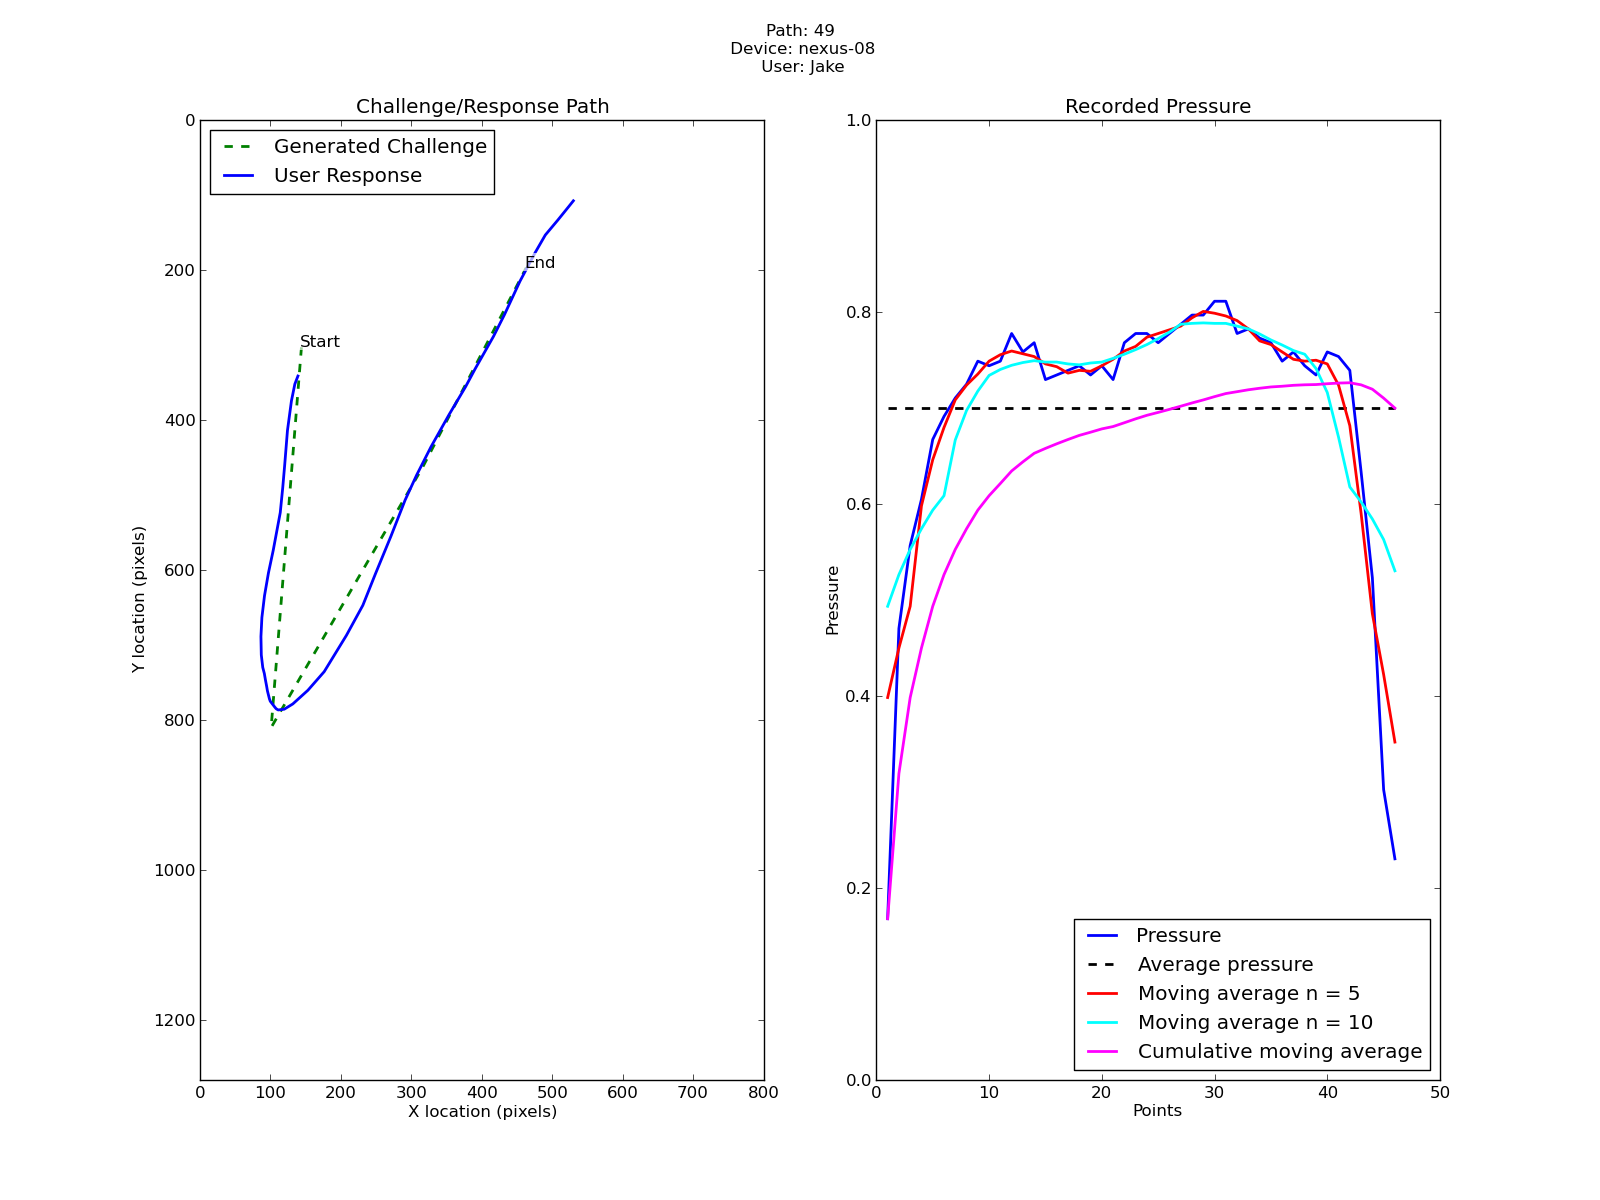 Path: 49
Device: nexus-08
User: Jake
Challenge/Response Path
Generated Challenge
User Response
Start
End
0
200
400
600
800
1000
1200
Y location (pixels)
0 100 200 300 400 500 600 700 800
X location (pixels)
Recorded Pressure
1.0
0.8
0.6
0.4
0.2
0.0
Pressure
Pressure
Average pressure
Moving average n = 5
Moving average n = 10
Cumulative moving average
0 10 20 30 40 50
Points